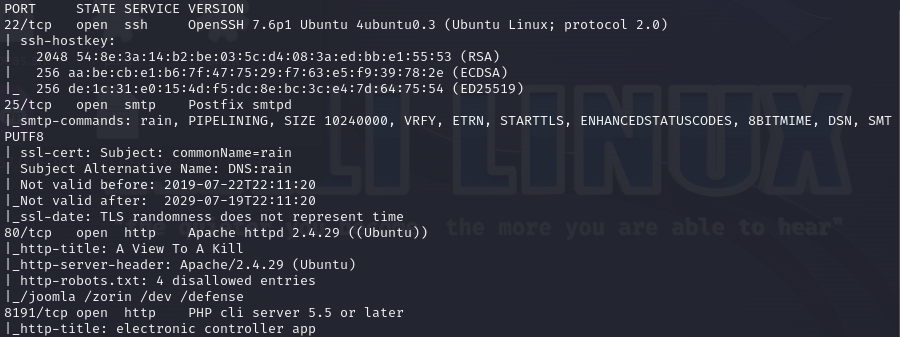 PORT     STATE SERVICE VERSION
22/tcp   open  ssh     OpenSSH 7.6p1 Ubuntu 4ubuntu0.3 (Ubuntu Linux; protocol 2.0)
| ssh-hostkey:
|   2048 54:8e:3a:14:b2:be:03:5c:d4:08:3a:ed:bb:e1:55:53 (RSA)
|   256 aa:be:cb:e1:b6:7f:47:75:29:f7:63:e5:f9:39:78:2e (ECDSA)
|_  256 de:1c:31:e0:15:4d:f5:dc:8e:bc:3c:e4:7d:64:75:54 (ED25519)
25/tcp   open  smtp    Postfix smtpd
|_smtp-commands: rain, PIPELINING, SIZE 10240000, VRFY, ETRN, STARTTLS, ENHANCEDSTATUSCODES, 8BITMIME, DSN, SMT
PUTF8
| ssl-cert: Subject: commonName=rain
| Subject Alternative Name: DNS:rain
| Not valid before: 2019-07-22T22:11:20
|_Not valid after:  2029-07-19T22:11:20
|_ssl-date: TLS randomness does not represent time
80/tcp   open  http    Apache httpd 2.4.29 ((Ubuntu))
|_http-title: A View To A Kill
|_http-server-header: Apache/2.4.29 (Ubuntu)
| http-robots.txt: 4 disallowed entries
|_/joomla /zorin /dev /defense
8191/tcp open  http    PHP cli server 5.5 or later
|_http-title: electronic controller app
LI LINUX
the more you are able to hear"